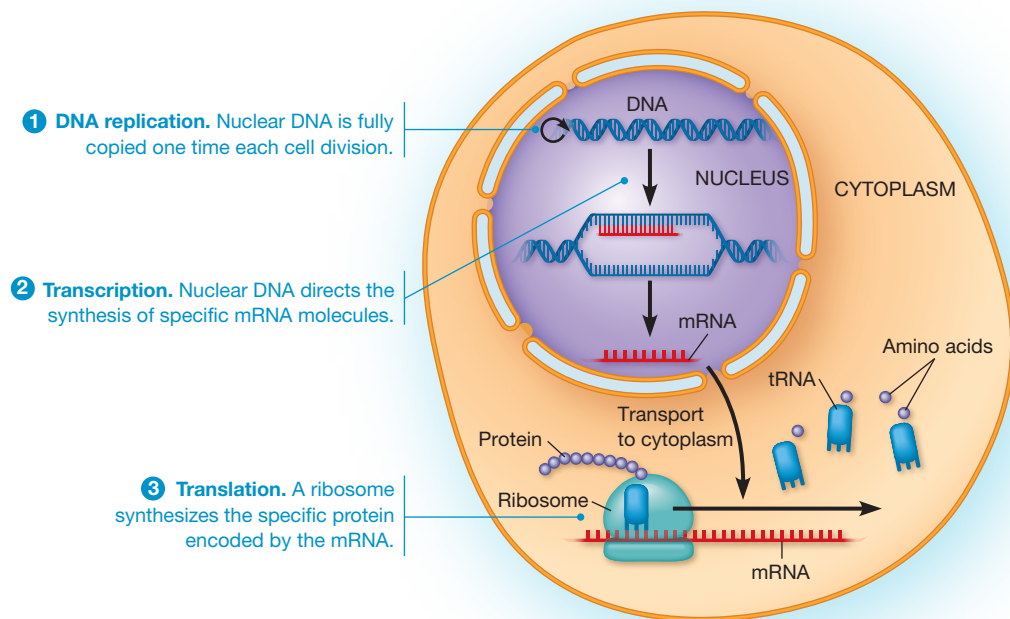 1 DNA replication. Nuclear DNA is fully
copied one time each cell division.
DNA
NUCLEUS
CYTOPLASM
2 Transcription. Nuclear DNA directs the
synthesis of specific mRNA molecules.
mRNA
Amino acids
tRNA
Transport
to cytoplasm
Protein
3 Translation. A ribosome
synthesizes the specific protein
encoded by the mRNA.
Ribosome
mRNA